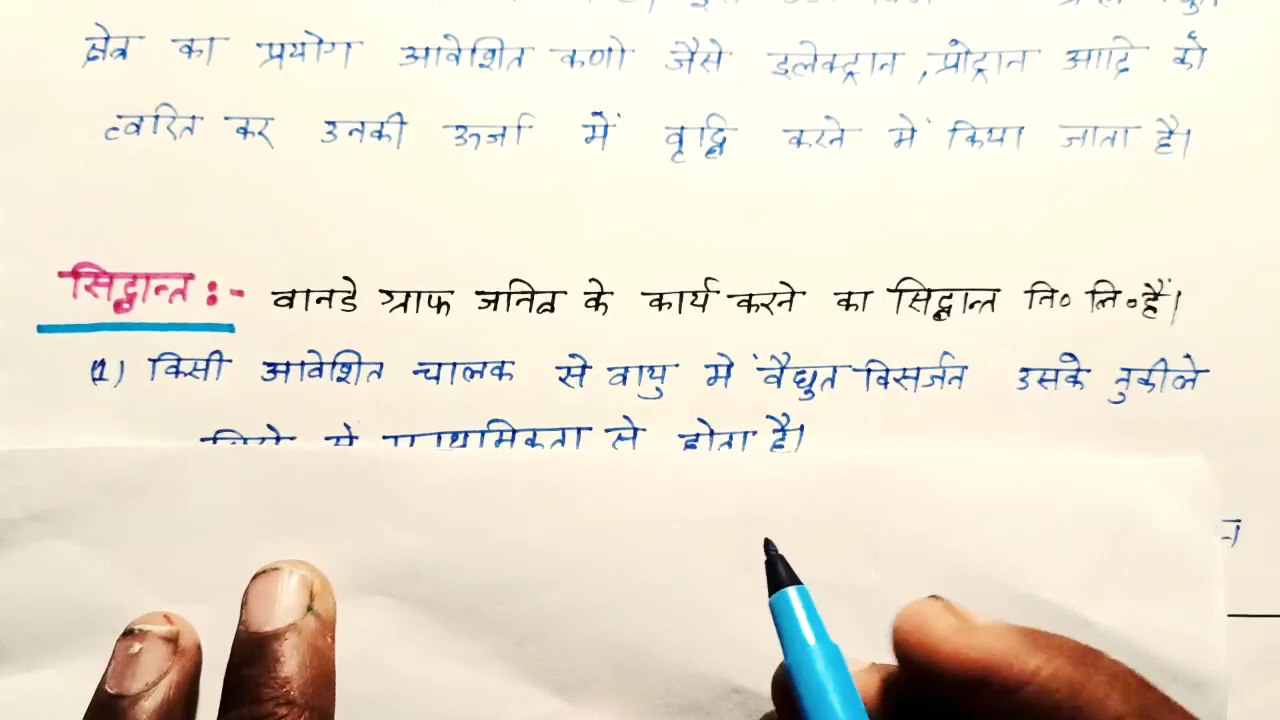 क्षेत्र का प्रयोग आवेशित कणो जैसे इलेक्ट्रान ,प्रोट्रान आदि को
त्वरित कर उनकी ऊर्जा में वृद्धि करने में किया जाता है।
सिद्धान्त :- वानडे ग्राफ जनित्र के कार्य करने का सिद्धान्त नि० लि०हैं।
(1) किसी आवेशित चालक से वायु में वैद्युत विसर्जन उसके नुकीले
प्राथमिकता से होता है।